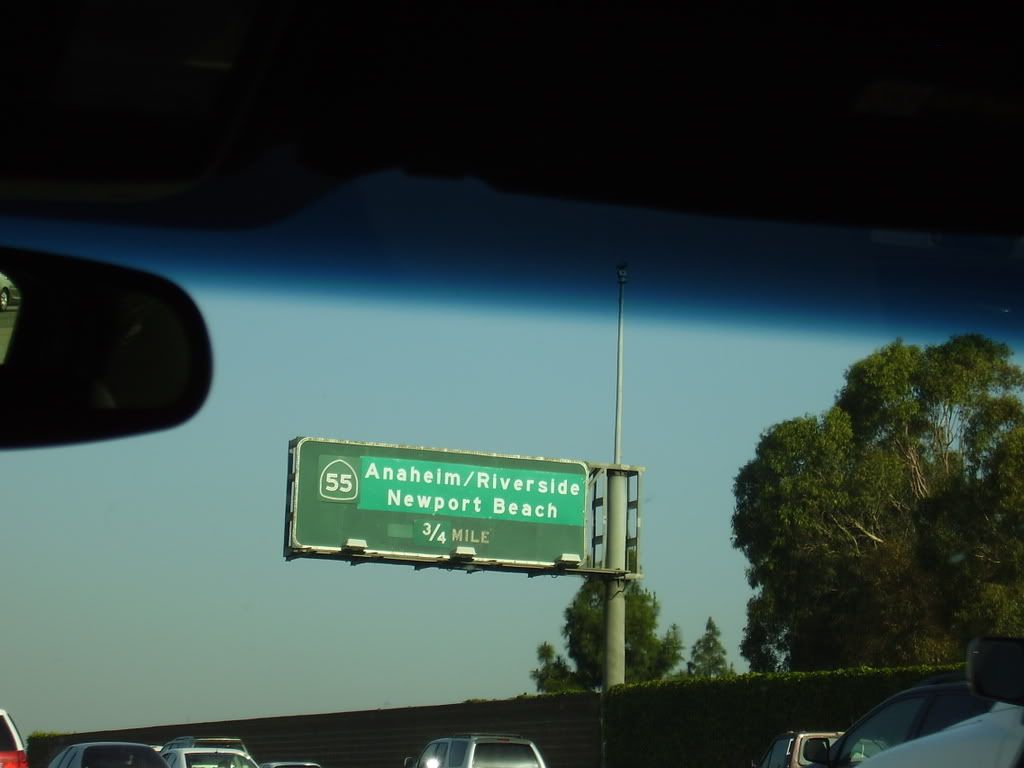 55
Anaheim/Riverside
Newport Beach
3/4 MILE